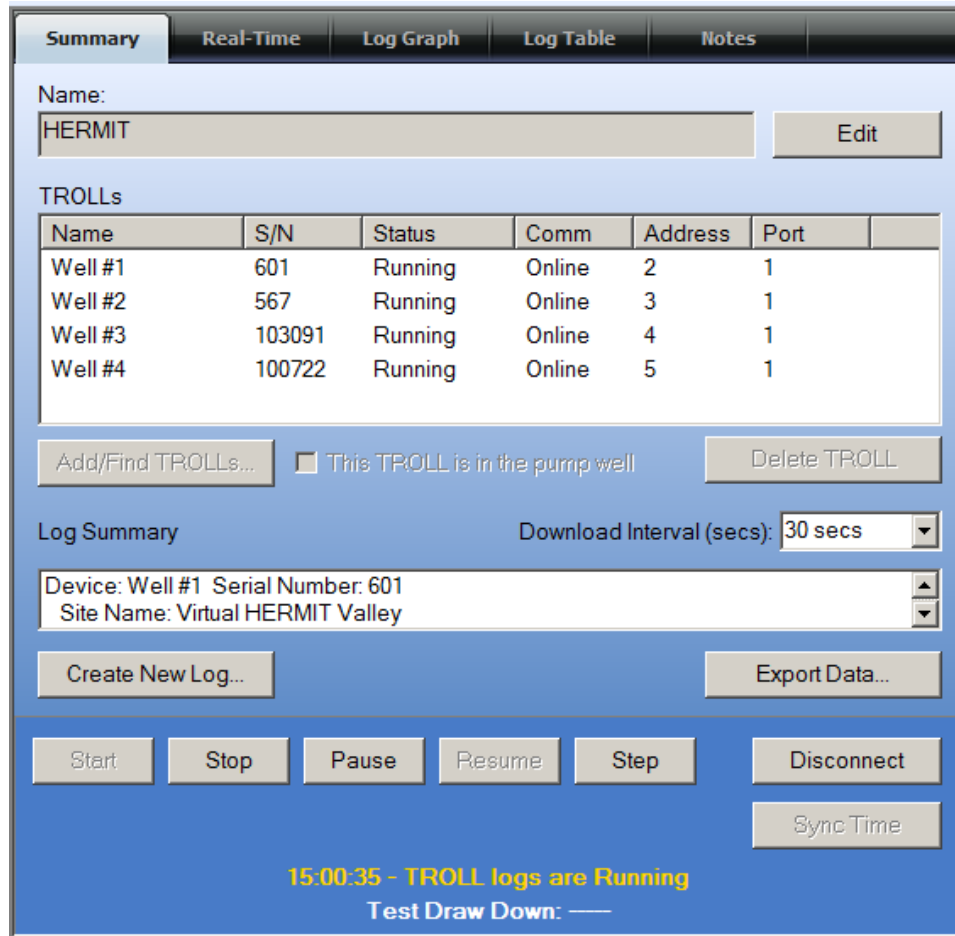 Summary Real-Time Log Graph Log Table Notes
Name:
HERMIT Edit
TROLLs
Name S/N Status Comm Address Port
Well #1 601 Running Online 2 1
Well #2 567 Running Online 3 1
Well #3 103091 Running Online 4 1
Well #4 100722 Running Online 5 1
Add/Find TROLLs... This TROLL is in the pump well Delete TROLL
Log Summary Download Interval (secs): 30 secs
Device: Well #1 Serial Number: 601
Site Name: Virtual HERMIT Valley
Create New Log... Export Data...
Start Stop Pause Resume Step Disconnect
Sync Time
15:00:35 - TROLL logs are Running
Test Draw Down: -----